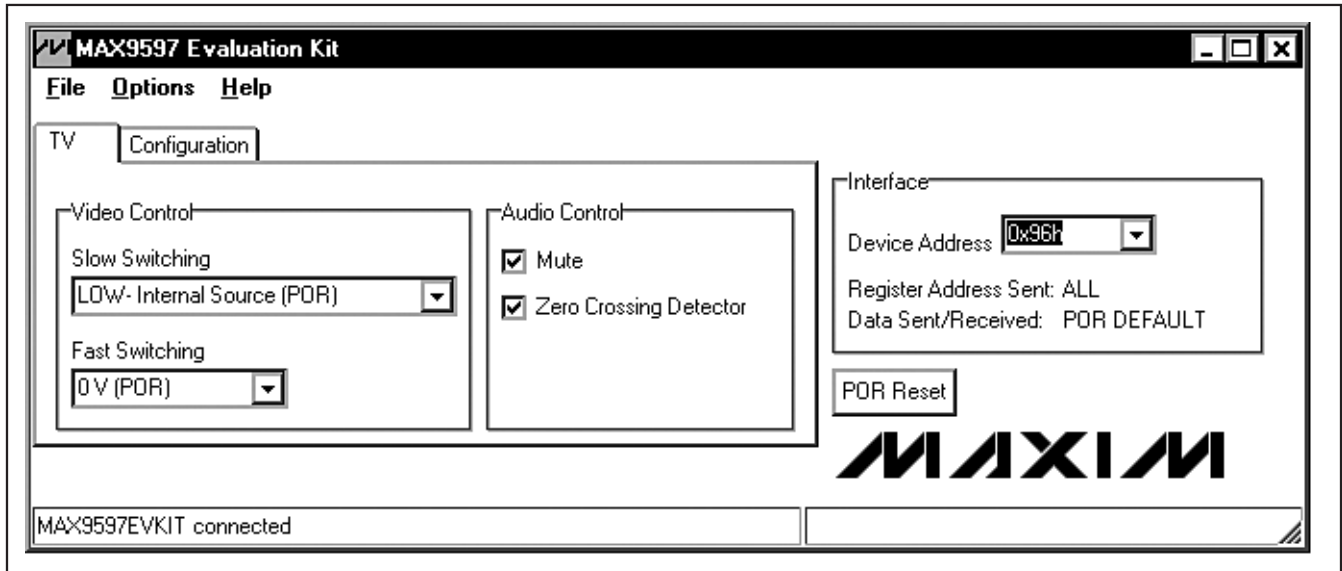 MAX9597 Evaluation Kit
File Options Help
TV Configuration
Video Control
Slow Switching
LOW- Internal Source (POR)
Fast Switching
0 V (POR)
Audio Control
Mute
Zero Crossing Detector
Interface
Device Address 0x96h
Register Address Sent: ALL
Data Sent/Received: POR DEFAULT
POR Reset
MAXIM
MAX9597EVKIT connected